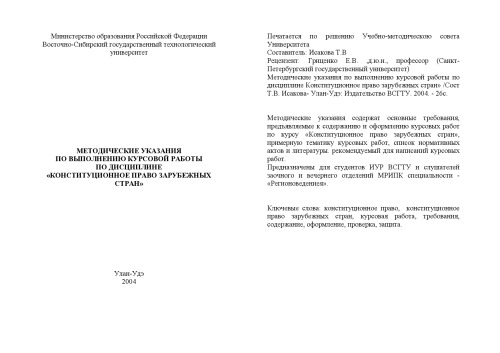 Министерство образования Российской Федерации
Восточно-Сибирский государственный технологический
университет
МЕТОДИЧЕСКИЕ УКАЗАНИЯ
ПО ВЫПОЛНЕНИЮ КУРСОВОЙ РАБОТЫ
ПО ДИСЦИПЛИНЕ
«КОНСТИТУЦИОННОЕ ПРАВО ЗАРУБЕЖНЫХ
СТРАН»
Улан-Удэ
2004
Печатается по решению Учебно-методическою совета
Университета
Составитель: Исакова Т.В
Рецензент: Гриценко Е.В. ,д.ю.н., профессор (Санкт-
Петербургский государственный университет)
Методические указания по выполнению курсовой работы по
дисциплине Конституционное право зарубежных стран» /Сост
Т.В. Исакова- Улан-Удэ: Издательство ВСГТУ. 2004. - 26с.
Методические указания содержат основные требования,
предъявляемые к содержанию и оформлению курсовых работ
по курсу «Конституционное право зарубежных стран»,
примерную тематику курсовых работ, список нормативных
актов и литературы. рекомендуемый для написаний курсовых
работ.
Предназначены для студентов ИУР ВСГТУ и слушателей
заочного и вечернего отделений МРИПК специальности -
«Регионоведение».
Ключевые слова: конституционное право, конституционное
право зарубежных стран, курсовая работа, требования,
содержание, оформление, проверка, защита.